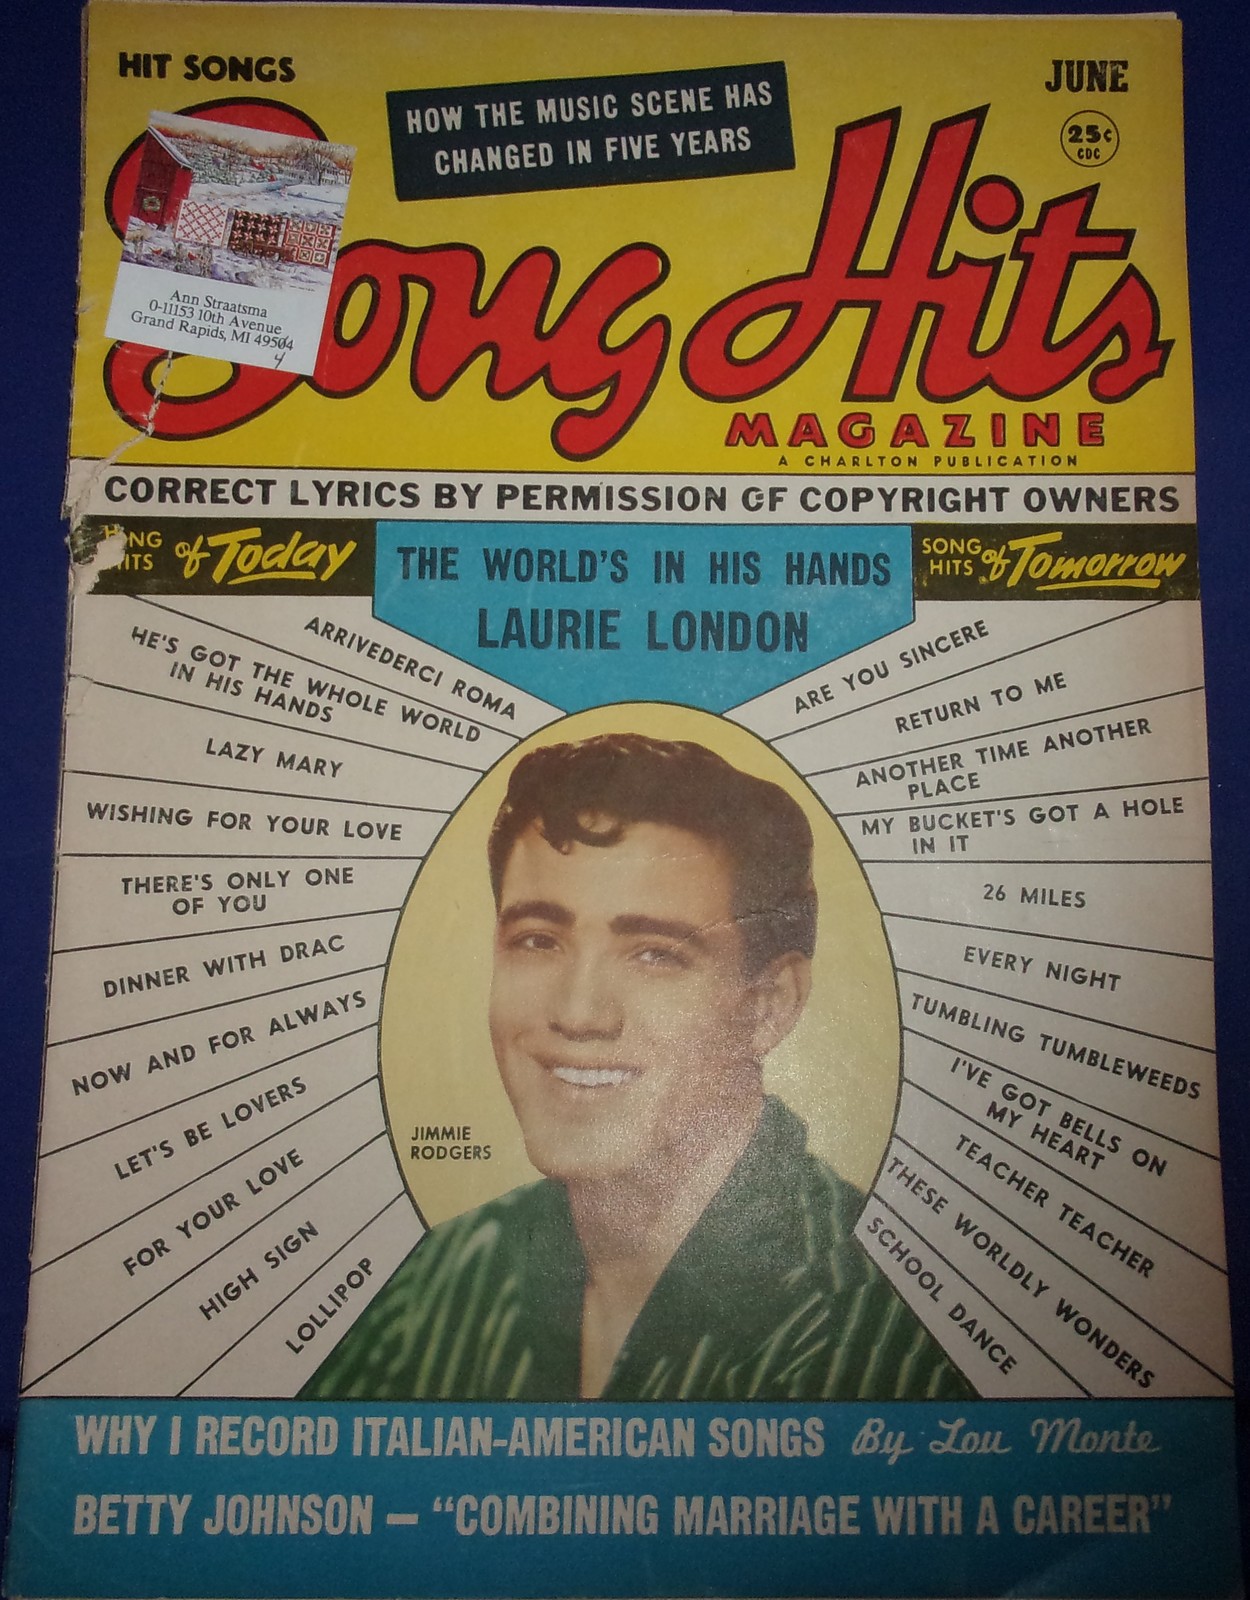 HIT SONGS
JUNE
HOW THE MUSIC SCENE HAS
CHANGED IN FIVE YEARS
25¢
CDC
Song Hits
MAGAZINE
A CHARLTON PUBLICATION
Ann Straatsma
0-11153 10th Avenue
Grand Rapids, MI 49504
4
CORRECT LYRICS BY PERMISSION OF COPYRIGHT OWNERS
SONG
HITS of Today
THE WORLD'S IN HIS HANDS
LAURIE LONDON
SONG
HITS of Tomorrow
ARRIVEDERCI ROMA
HE'S GOT THE WHOLE WORLD
IN HIS HANDS
LAZY MARY
WISHING FOR YOUR LOVE
THERE'S ONLY ONE
OF YOU
DINNER WITH DRAC
NOW AND FOR ALWAYS
LET'S BE LOVERS
FOR YOUR LOVE
HIGH SIGN
LOLLIPOP
ARE YOU SINCERE
RETURN TO ME
ANOTHER TIME ANOTHER
PLACE
MY BUCKET'S GOT A HOLE
IN IT
26 MILES
EVERY NIGHT
TUMBLING TUMBLEWEEDS
I'VE GOT BELLS ON
MY HEART
TEACHER TEACHER
THESE WORLDLY WONDERS
SCHOOL DANCE
JIMMIE
RODGERS
WHY I RECORD ITALIAN-AMERICAN SONGS By Lou Monte
BETTY JOHNSON — "COMBINING MARRIAGE WITH A CAREER"